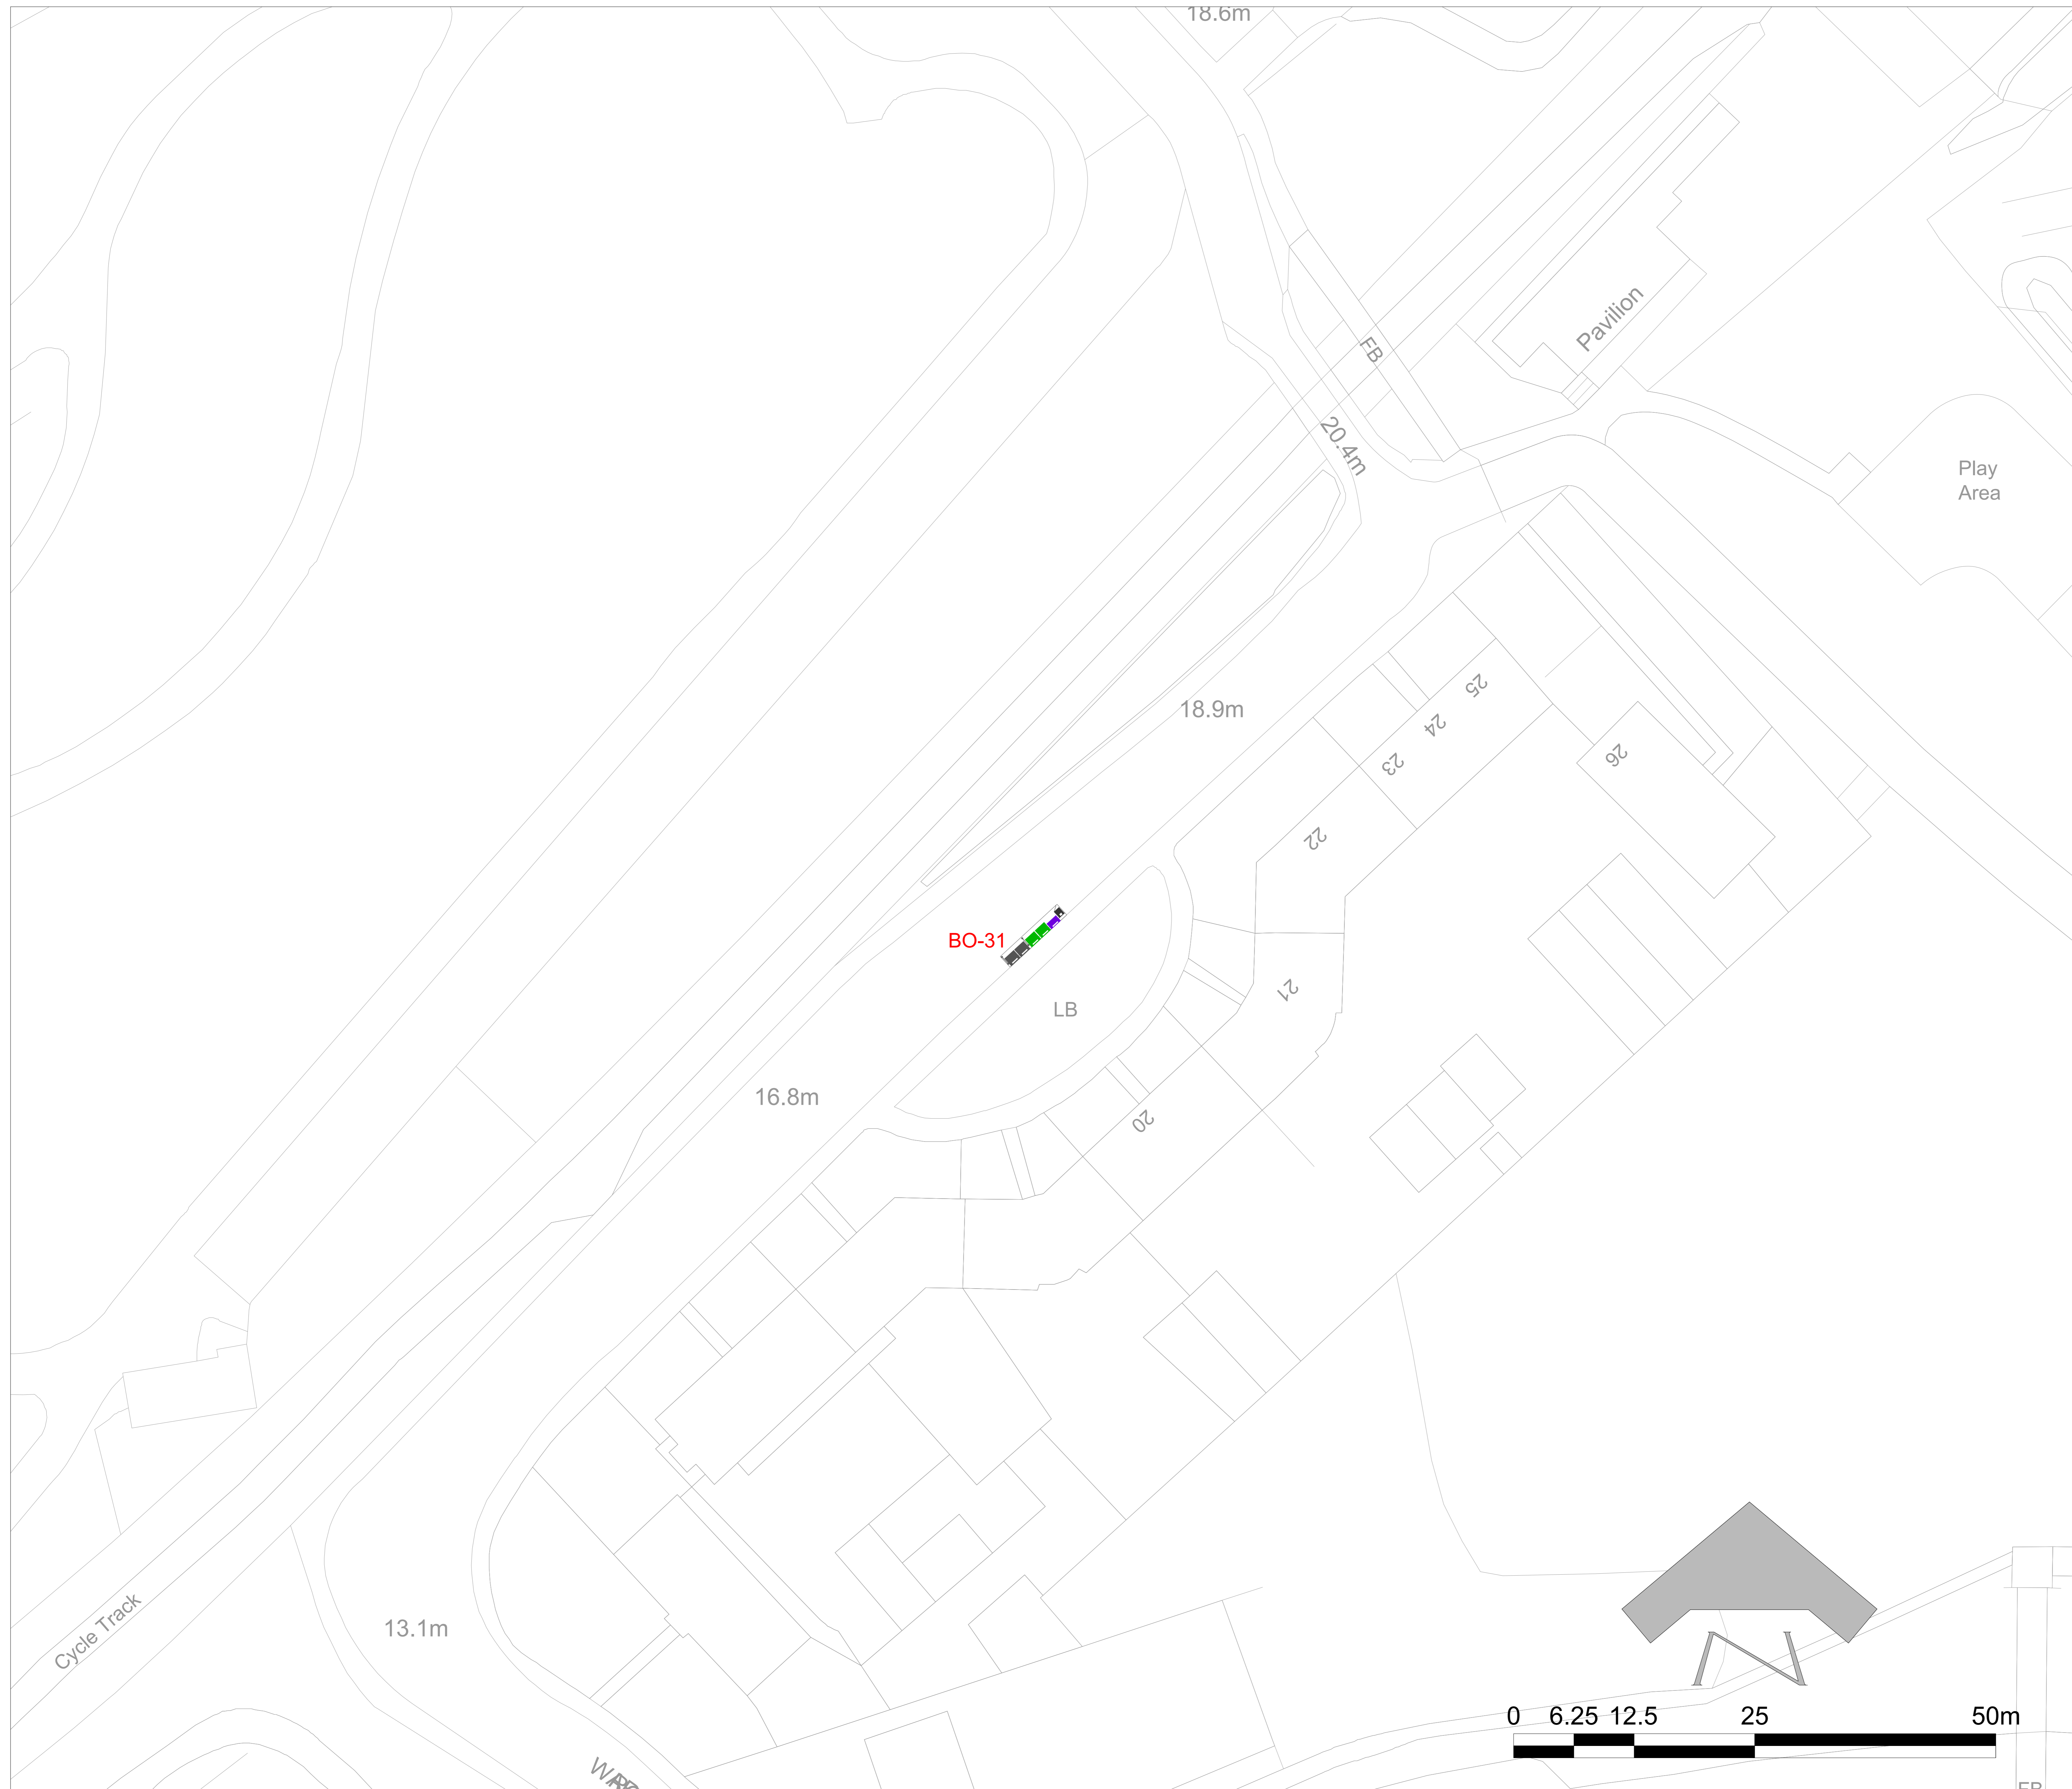 18.6m
Pavilion
FB
20.4m
Play
Area
25
18.9m
24
26
23
22
BO-31
21
LB
16.8m
20
Cycle Track
13.1m
N
0 6.25 12.5 25 50m